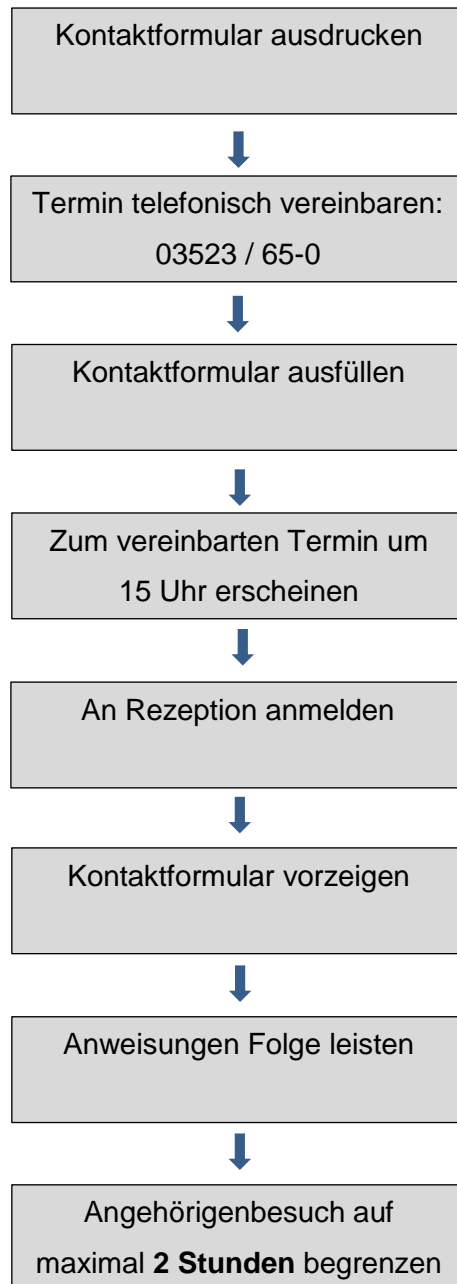 Kontaktformular ausdrucken
Termin telefonisch vereinbaren:
03523 / 65-0
Kontaktformular ausfüllen
Zum vereinbarten Termin um
15 Uhr erscheinen
An Rezeption anmelden
Kontaktformular vorzeigen
Anweisungen Folge leisten
Angehörigenbesuch auf
maximal 2 Stunden begrenzen